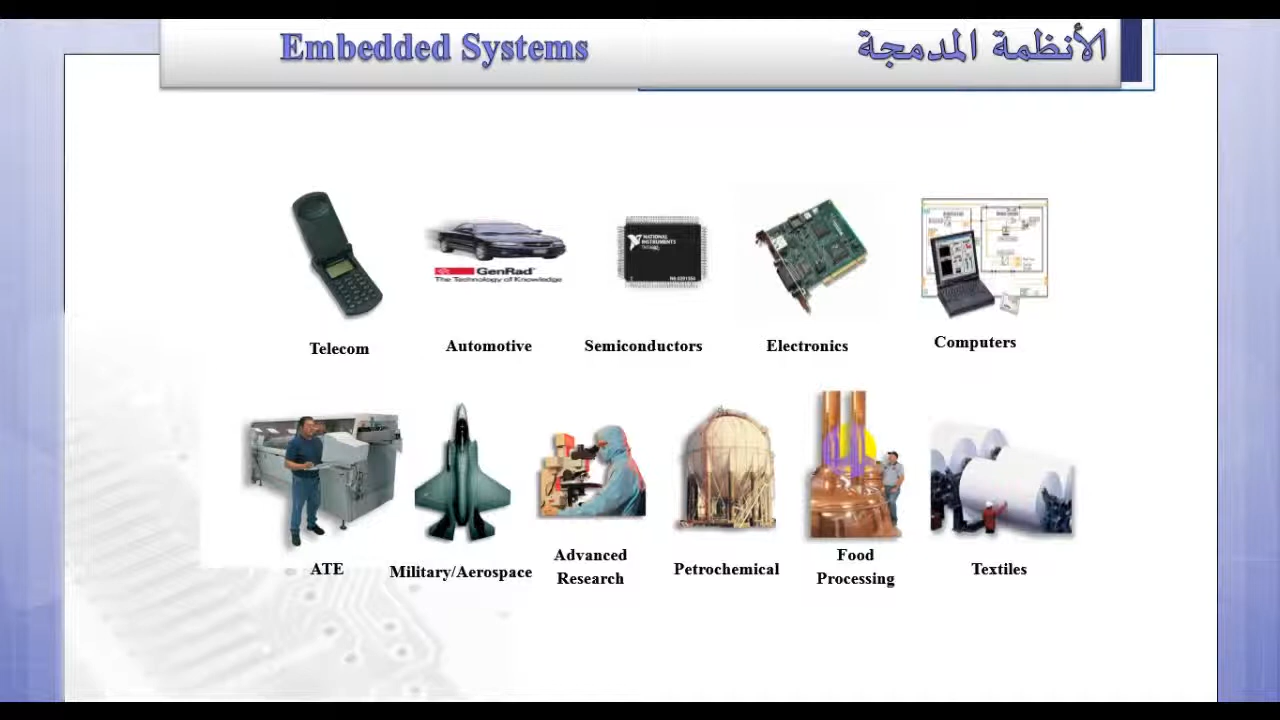 Embedded Systems
الأنظمة المدمجة
GenRad
The Technology of Knowledge
NATIONAL
INSTRUMENTS
Telecom
Automotive
Semiconductors
Electronics
Computers
ATE
Military/Aerospace
Advanced
Research
Petrochemical
Food
Processing
Textiles